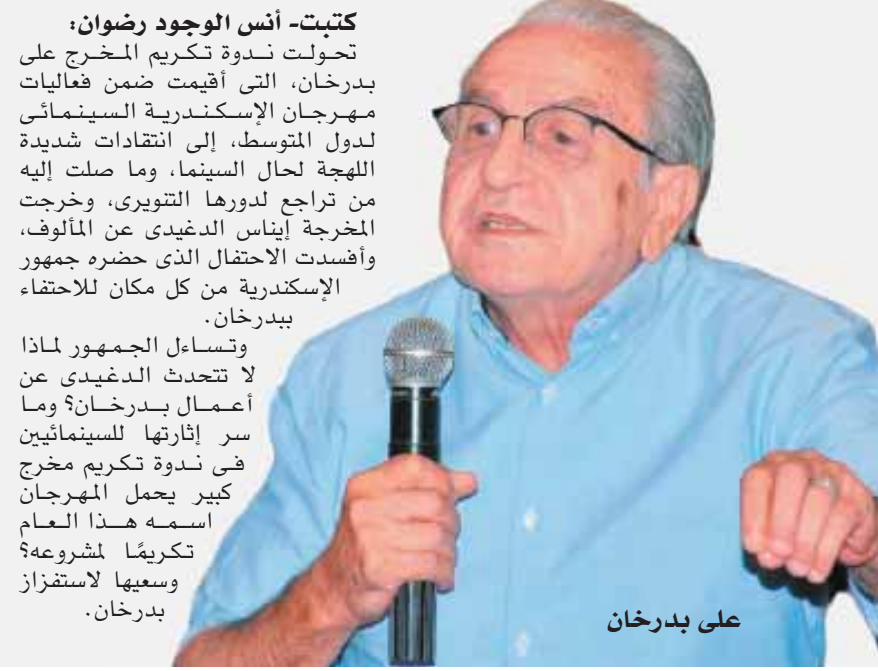 كتبت- أنس الوجود رضوان:
تحولت ندوة تكريم المخرج على
بدرخان، التى أقيمت ضمن فعاليات
مهرجان الإسكندرية السينمائى
لدول المتوسط، إلى انتقادات شديدة
اللهجة لحال السينما، وما صلت إليه
من تراجع لدورها التنويرى، وخرجت
المخرجة إيناس الدغيدى عن المألوف،
وأفسدت الاحتفال الذى حضره جمهور
الإسكندرية من كل مكان للاحتفاء
ببدرخان.
وتساءل الجمهور لماذا
لا تتحدث الدغيدى عن
أعمال بدرخان؟ وما
سر إثارتها للسينمائيين
فى ندوة تكريم مخرج
كبير يحمل المهرجان
اسمه هذا العام
تكريمًا لمشروعه؟
وسعيها لاستفزاز
بدرخان.
على بدرخان